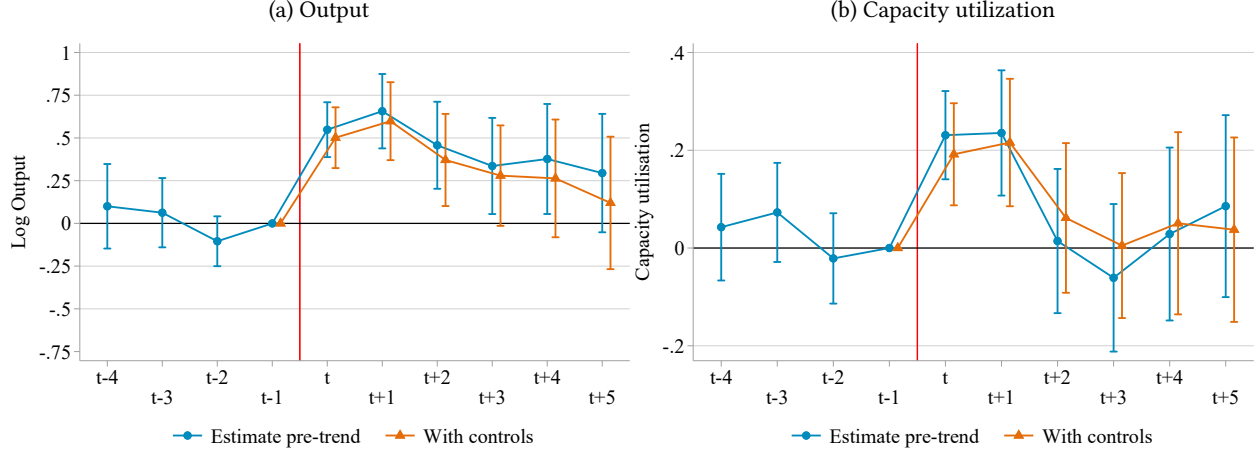 (a) Output
1
.75
.5
.25
0
-.25
-.5
-.75
Log Output
t-4
t-3
t-2
t-1
t
t+1
t+2
t+3
t+4
t+5
Estimate pre-trend
With controls
(b) Capacity utilization
.4
.2
0
-.2
Capacity utilisation
t-4
t-3
t-2
t-1
t
t+1
t+2
t+3
t+4
t+5
Estimate pre-trend
With controls